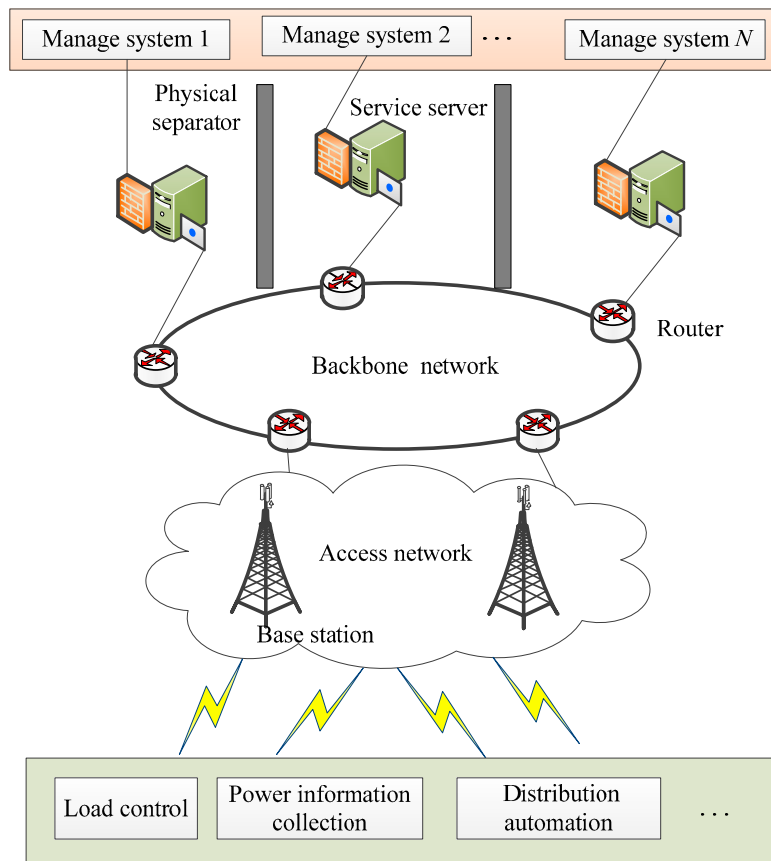 Manage system 1
Manage system 2
...
Manage system N
Physical
separator
Service server
Router
Backbone network
Access network
Base station
Load control
Power information
collection
Distribution
automation
...